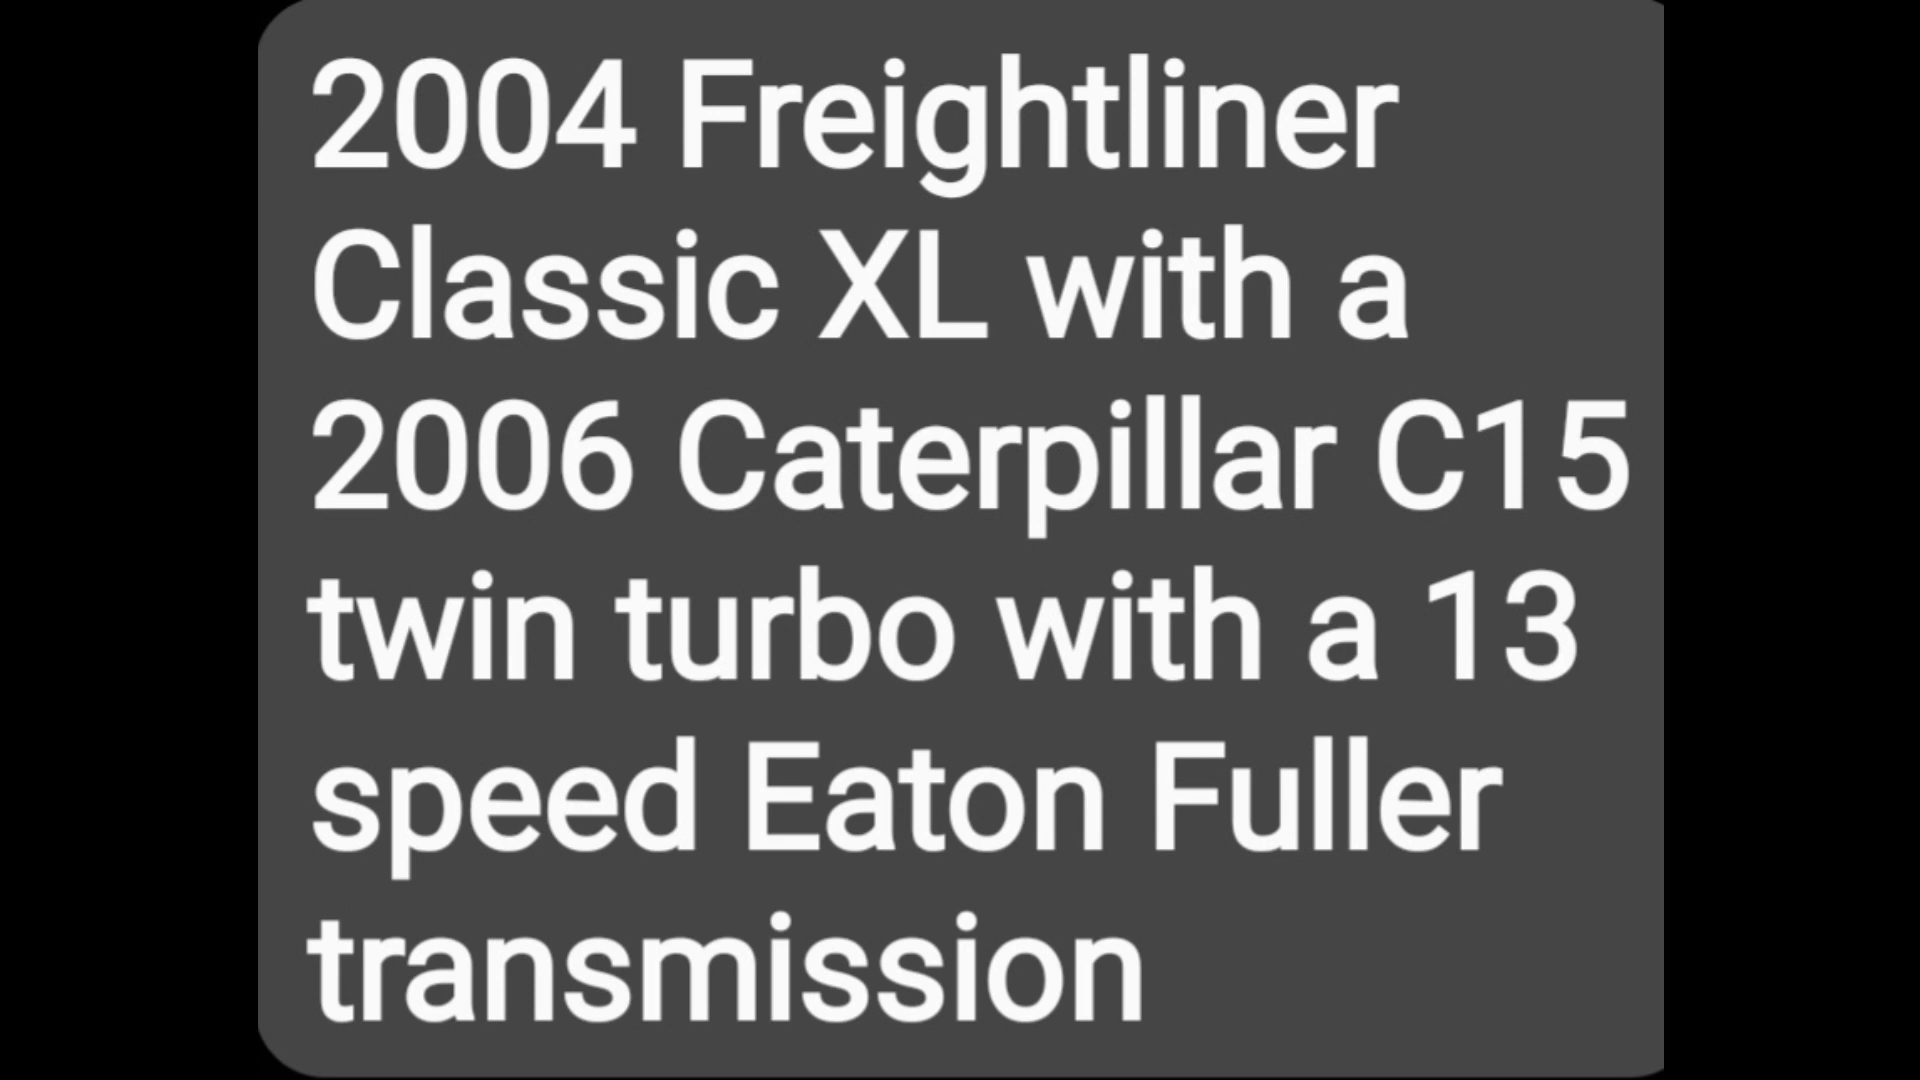 2004 Freightliner
Classic XL with a
2006 Caterpillar C15
twin turbo with a 13
speed Eaton Fuller
transmission